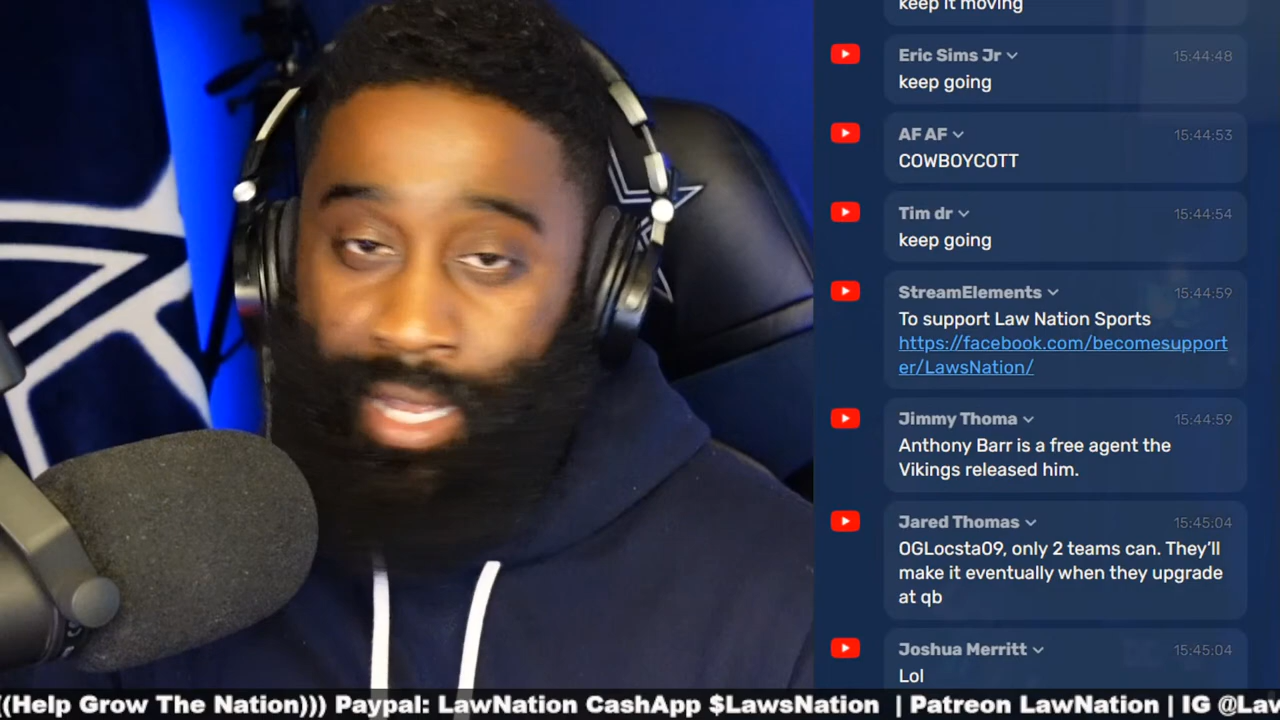 keep it moving
Eric Sims Jr 15:44:48
keep going
AF AF 15:44:53
COWBOYCOTT
Tim dr 15:44:54
keep going
StreamElements 15:44:59
To support Law Nation Sports
https://facebook.com/becomesupport
er/LawsNation/
Jimmy Thoma 15:44:59
Anthony Barr is a free agent the
Vikings released him.
Jared Thomas 15:45:04
OGLocsta09, only 2 teams can. They’ll
make it eventually when they upgrade
at qb
Joshua Merritt 15:45:04
Lol
((Help Grow The Nation))) Paypal: LawNation CashApp $LawsNation | Patreon LawNation | IG @Lav